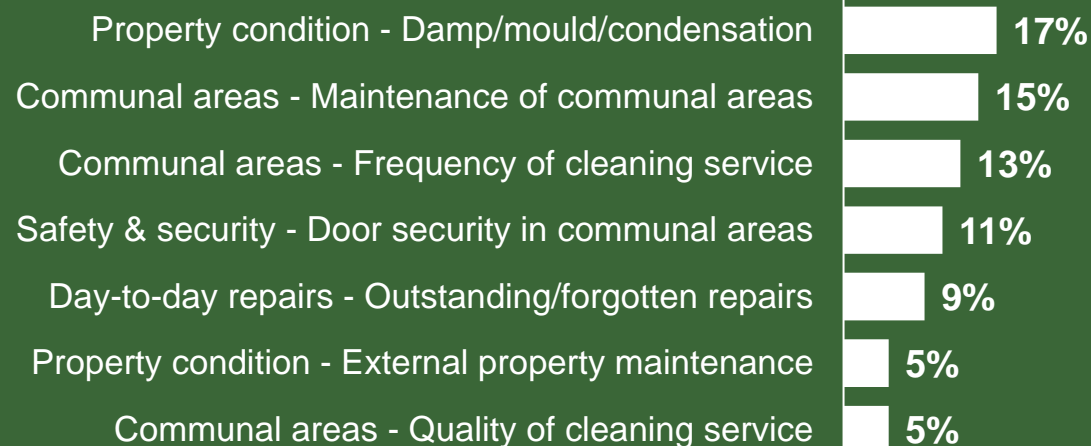 Property condition - Damp/mould/condensation 17%
Communal areas - Maintenance of communal areas 15%
Communal areas - Frequency of cleaning service 13%
Safety & security - Door security in communal areas 11%
Day-to-day repairs - Outstanding/forgotten repairs 9%
Property condition - External property maintenance 5%
Communal areas - Quality of cleaning service 5%